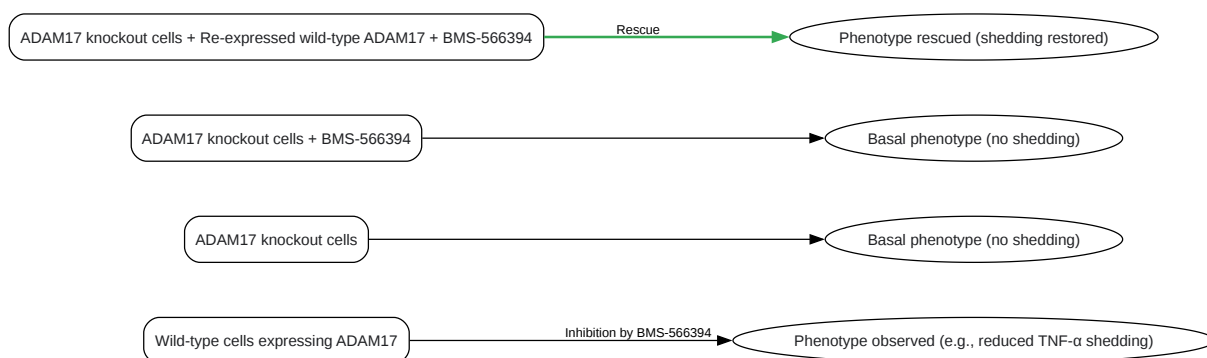 ADAM17 knockout cells + Re-expressed wild-type ADAM17 + BMS-566394
Rescue
Phenotype rescued (shedding restored)
ADAM17 knockout cells + BMS-566394
Basal phenotype (no shedding)
ADAM17 knockout cells
Basal phenotype (no shedding)
Wild-type cells expressing ADAM17
Inhibition by BMS-566394
Phenotype observed (e.g., reduced TNF-α shedding)